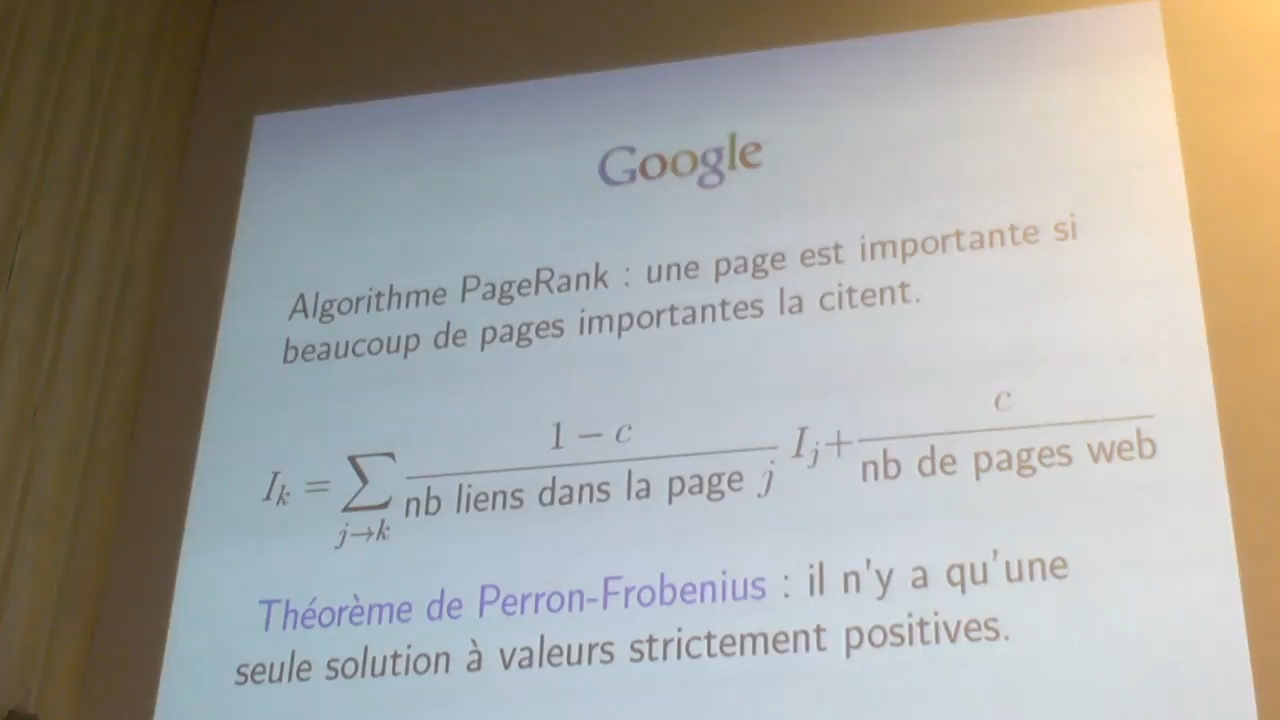 Google
Algorithme PageRank : une page est importante si
beaucoup de pages importantes la citent.
I_k = ∑_{j→k} \frac{1 − c}{nb liens dans la page j} I_j + \frac{c}{nb de pages web}
Théorème de Perron-Frobenius : il n'y a qu'une
seule solution à valeurs strictement positives.